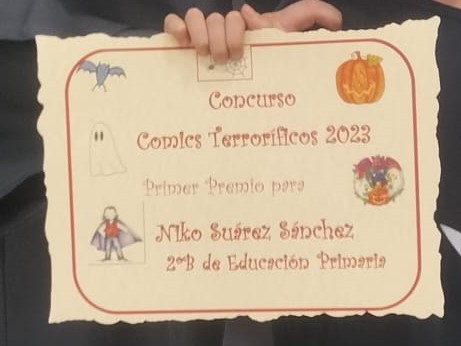 Concurso
Comics Terroríficos 2023
Primer Premio para
Niko Suárez Sánchez
2ºB de Educación Primaria